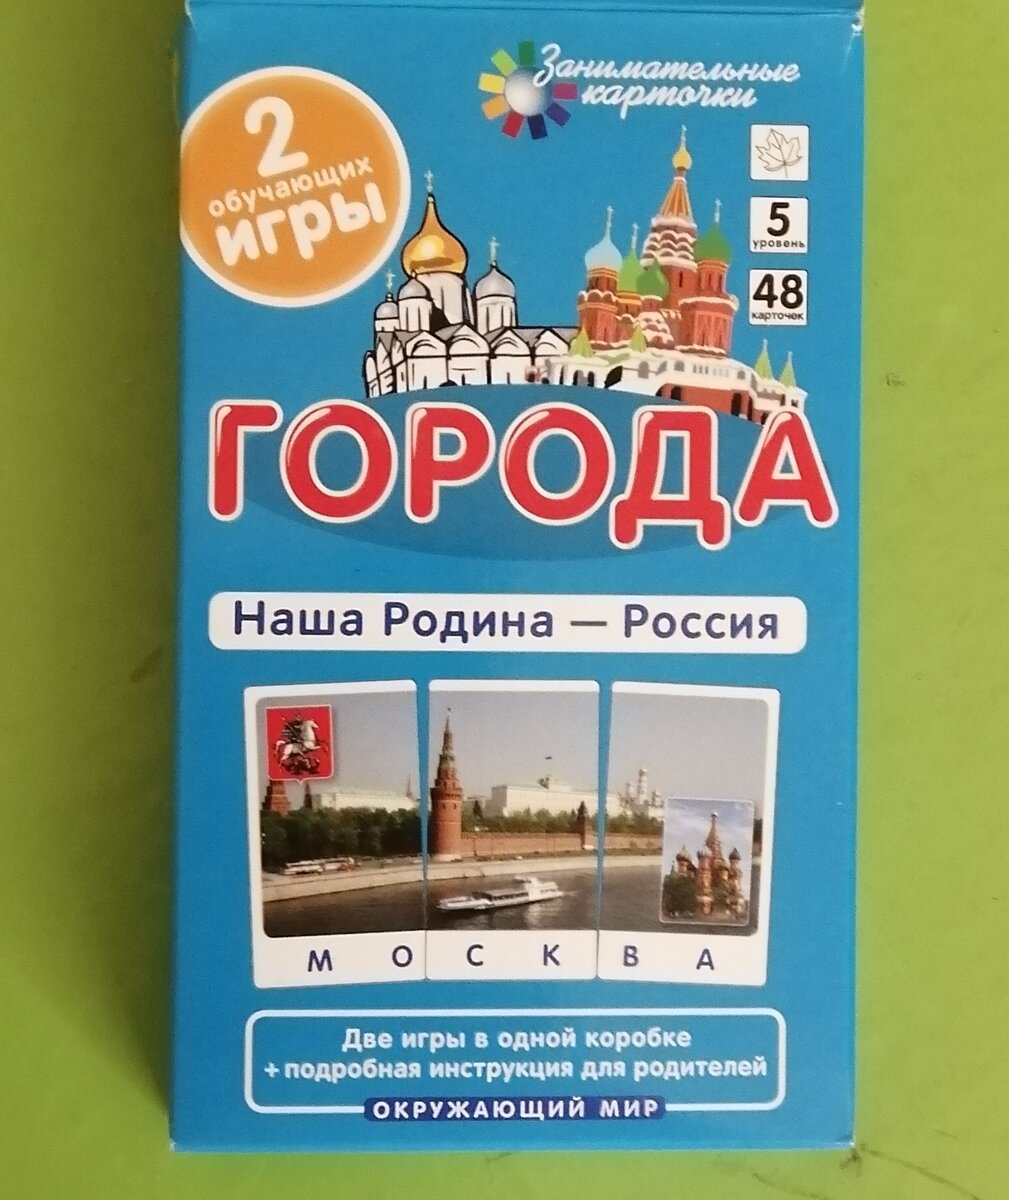 Занимательные
карточки
2
обучающих
игры
5
уровень
48
карточек
ГОРОДА
Наша Родина — Россия
М О С К В А
Две игры в одной коробке
+ подробная инструкция для родителей
ОКРУЖАЮЩИЙ МИР